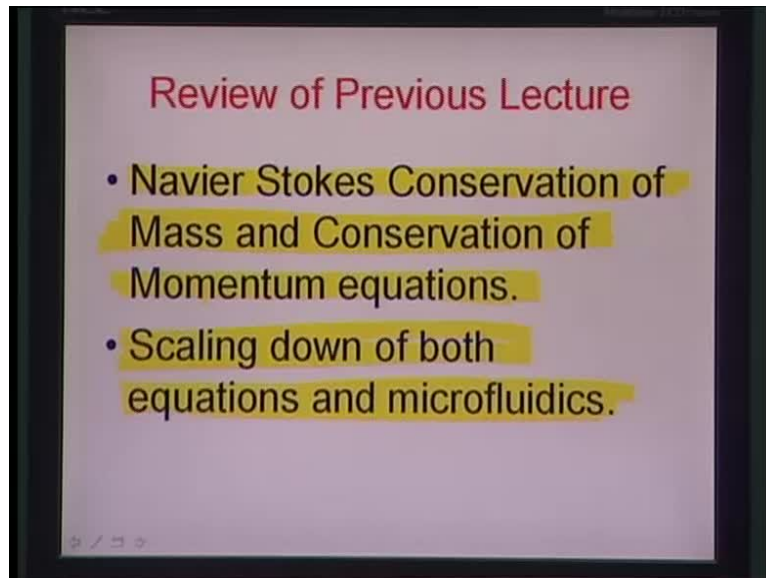 Review of Previous Lecture
• Navier Stokes Conservation of
Mass and Conservation of
Momentum equations.
• Scaling down of both
equations and microfluidics.